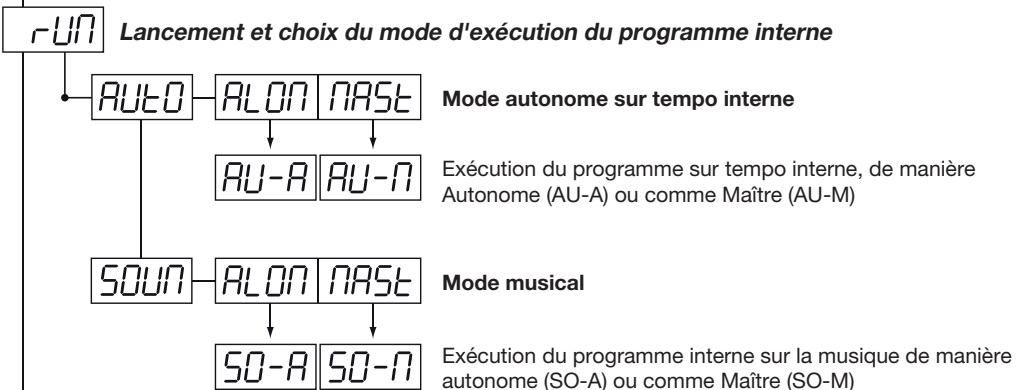 rUN Lancement et choix du mode d'exécution du programme interne
AUtO ALON MASt Mode autonome sur tempo interne
AU-A AU-M Exécution du programme sur tempo interne, de manière
Autonome (AU-A) ou comme Maître (AU-M)
SOUN ALON MASt Mode musical
SO-A SO-M Exécution du programme interne sur la musique de manière
autonome (SO-A) ou comme Maître (SO-M)